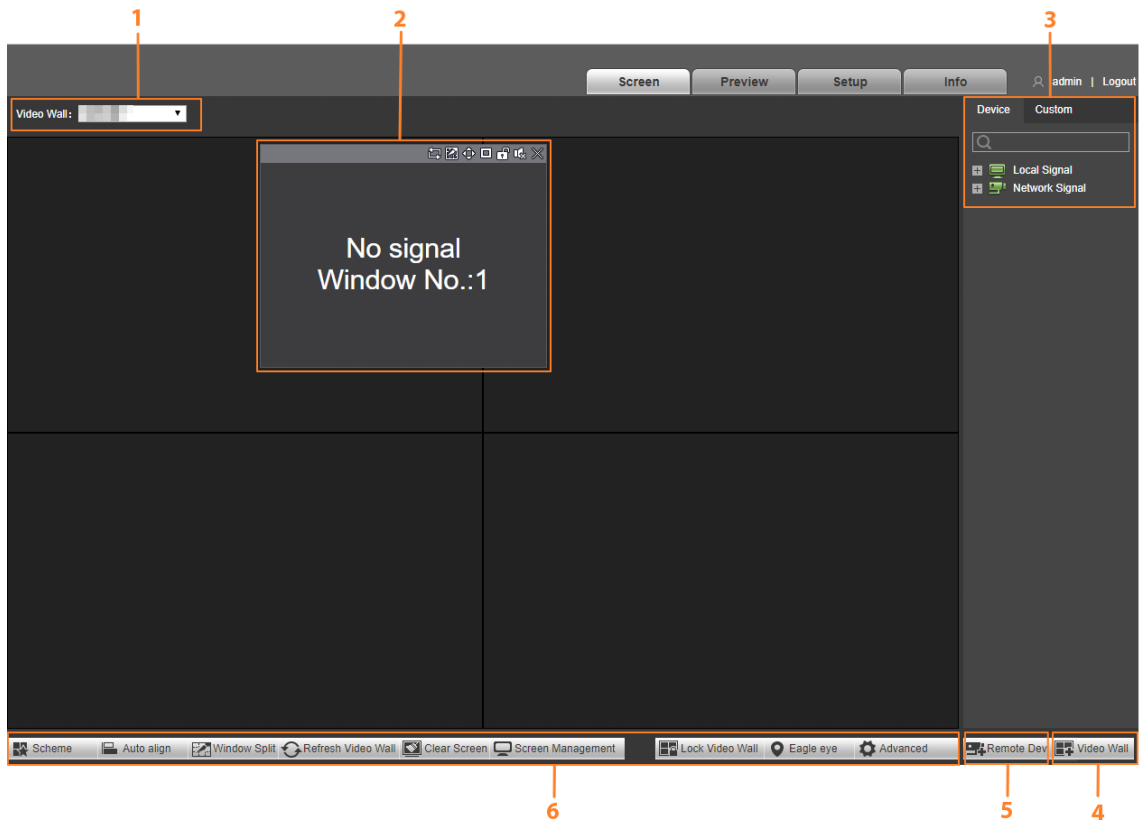 1 2 3
Screen Preview Setup Info admin | Logout
Video Wall:
Device Custom
Local Signal
Network Signal
No signal
Window No.:1
Scheme Auto align Window Split Refresh Video Wall Clear Screen Screen Management Lock Video Wall Eagle eye Advanced Remote Dev Video Wall
6 5 4